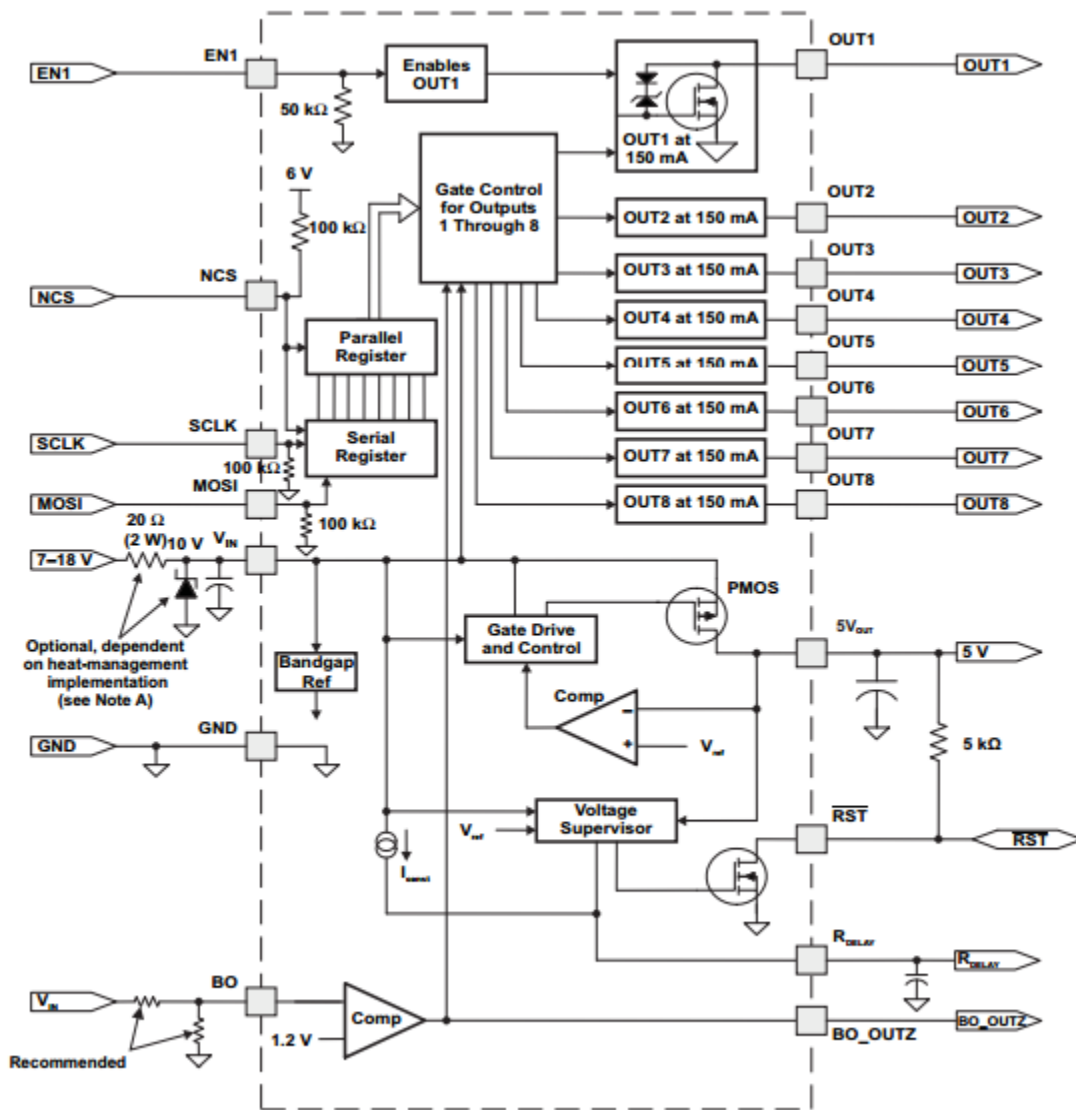 EN1
EN1
Enables
OUT1
OUT1
OUT1
50 kΩ
OUT1 at
150 mA
6 V
100 kΩ
Gate Control
for Outputs
1 Through 8
OUT2
OUT2 at 150 mA
OUT2
OUT3
NCS
NCS
OUT3 at 150 mA
OUT3
OUT4
Parallel
Register
OUT4 at 150 mA
OUT4
OUT5
OUT5 at 150 mA
OUT5
OUT6
SCLK
SCLK
Serial
Register
OUT6 at 150 mA
OUT6
OUT7
100 kΩ
OUT7 at 150 mA
OUT7
MOSI
MOSI
OUT8
100 kΩ
OUT8 at 150 mA
OUT8
20 Ω
(2 W)
10 V
VIN
7–18 V
PMOS
Optional, dependent
on heat-management
implementation
(see Note A)
Bandgap
Ref
Gate Drive
and Control
5VOUT
5 V
Comp
–
+
Vref
GND
GND
5 kΩ
Voltage
Supervisor
Vref
RST
RST
Iconst
RDELAY
RDELAY
BO
VIN
Comp
1.2 V
Recommended
BO_OUTZ
BO_OUTZ